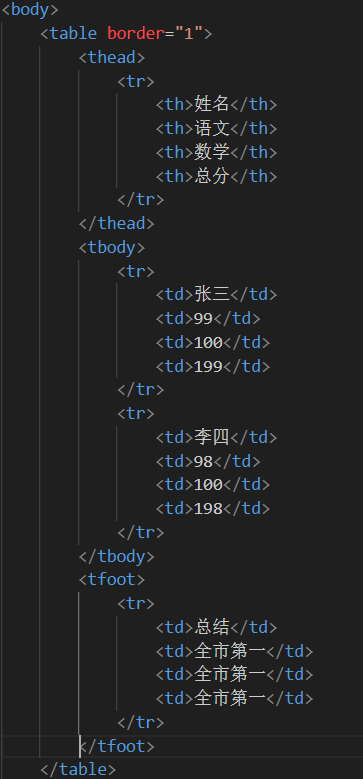 <body>
<table border="1">
<thead>
<tr>
<th>姓名</th>
<th>语文</th>
<th>数学</th>
<th>总分</th>
</tr>
</thead>
<tbody>
<tr>
<td>张三</td>
<td>99</td>
<td>100</td>
<td>199</td>
</tr>
<tr>
<td>李四</td>
<td>98</td>
<td>100</td>
<td>198</td>
</tr>
</tbody>
<tfoot>
<tr>
<td>总结</td>
<td>全市第一</td>
<td>全市第一</td>
<td>全市第一</td>
</tr>
</tfoot>
</table>